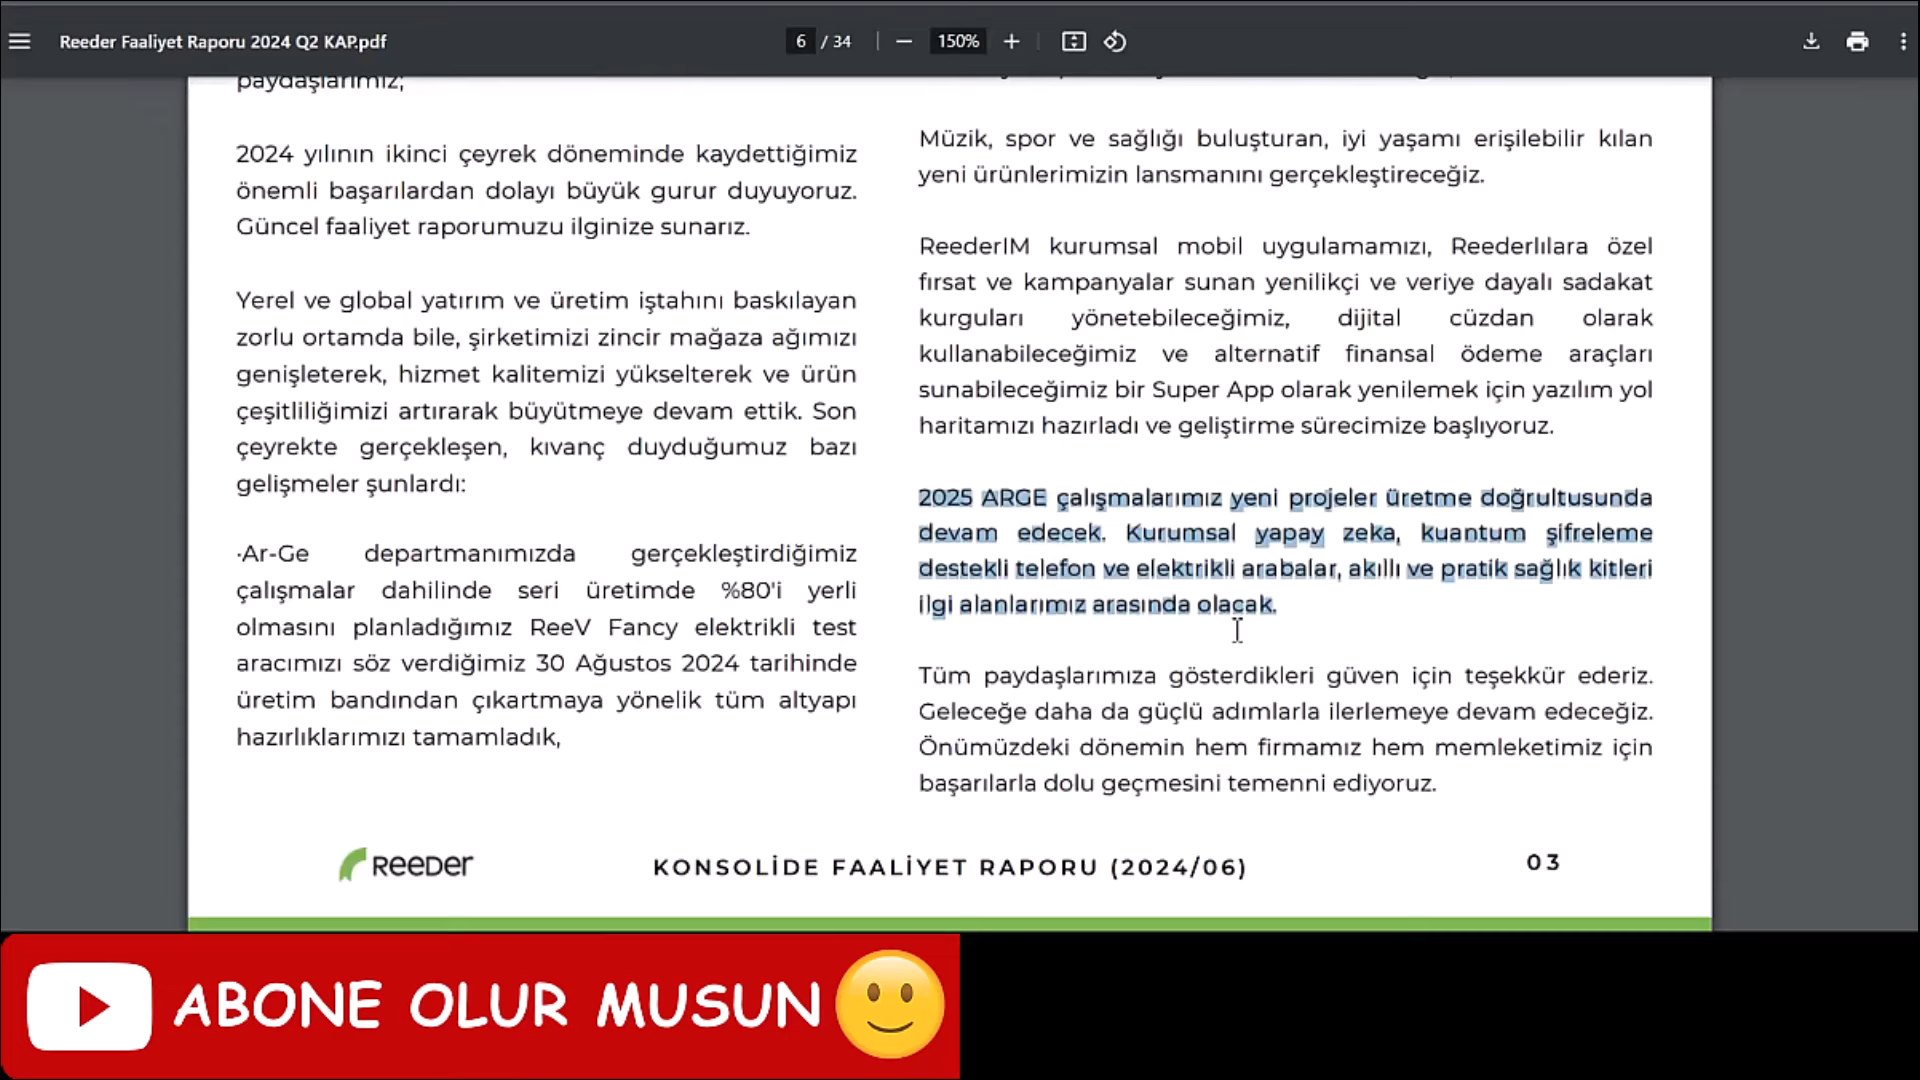 Reeder Faaliyet Raporu 2024 Q2 KAP.pdf
6 / 34
150%
paydaşlarımız;
2024 yılının ikinci çeyrek döneminde kaydettiğimiz
önemli başarılardan dolayı büyük gurur duyuyoruz.
Güncel faaliyet raporumuzu ilginize sunarız.
Yerel ve global yatırım ve üretim iştahını baskılayan
zorlu ortamda bile, şirketimizi zincir mağaza ağımızı
genişleterek, hizmet kalitemizi yükselterek ve ürün
çeşitliliğimizi artırarak büyütmeye devam ettik. Son
çeyrekte gerçekleşen, kıvanç duyduğumuz bazı
gelişmeler şunlardı:
·Ar-Ge departmanımızda gerçekleştirdiğimiz
çalışmalar dahilinde seri üretimde %80'i yerli
olmasını planladığımız ReeV Fancy elektrikli test
aracımızı söz verdiğimiz 30 Ağustos 2024 tarihinde
üretim bandından çıkartmaya yönelik tüm altyapı
hazırlıklarımızı tamamladık,
Müzik, spor ve sağlığı buluşturan, iyi yaşamı erişilebilir kılan
yeni ürünlerimizin lansmanını gerçekleştireceğiz.
ReederIM kurumsal mobil uygulamamızı, Reederlılara özel
fırsat ve kampanyalar sunan yenilikçi ve veriye dayalı sadakat
kurguları yönetebileceğimiz, dijital cüzdan olarak
kullanabileceğimiz ve alternatif finansal ödeme araçları
sunabileceğimiz bir Super App olarak yenilemek için yazılım yol
haritamızı hazırladı ve geliştirme sürecimize başlıyoruz.
2025 ARGE çalışmalarımız yeni projeler üretme doğrultusunda
devam edecek. Kurumsal yapay zeka, kuantum şifreleme
destekli telefon ve elektrikli arabalar, akıllı ve pratik sağlık kitleri
ilgi alanlarımız arasında olacak.
Tüm paydaşlarımıza gösterdikleri güven için teşekkür ederiz.
Geleceğe daha da güçlü adımlarla ilerlemeye devam edeceğiz.
Önümüzdeki dönemin hem firmamız hem memleketimiz için
başarılarla dolu geçmesini temenni ediyoruz.
REEDER
KONSOLİDE FAALİYET RAPORU (2024/06)
03
ABONE OLUR MUSUN